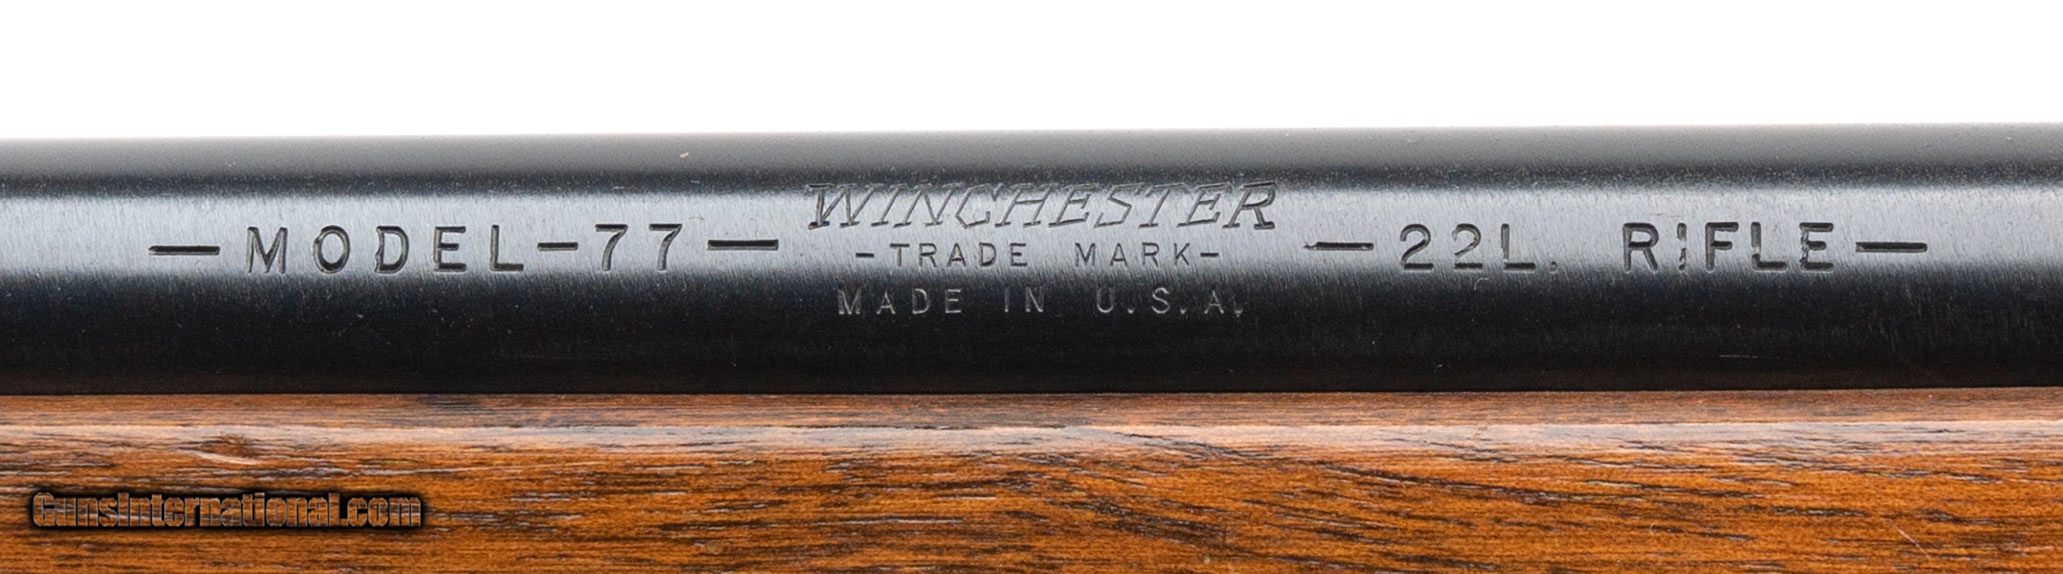 WINCHESTER
—MODEL-77— -TRADE MARK- —22L. RIFLE—
MADE IN U.S.A.
GunsInternational.com